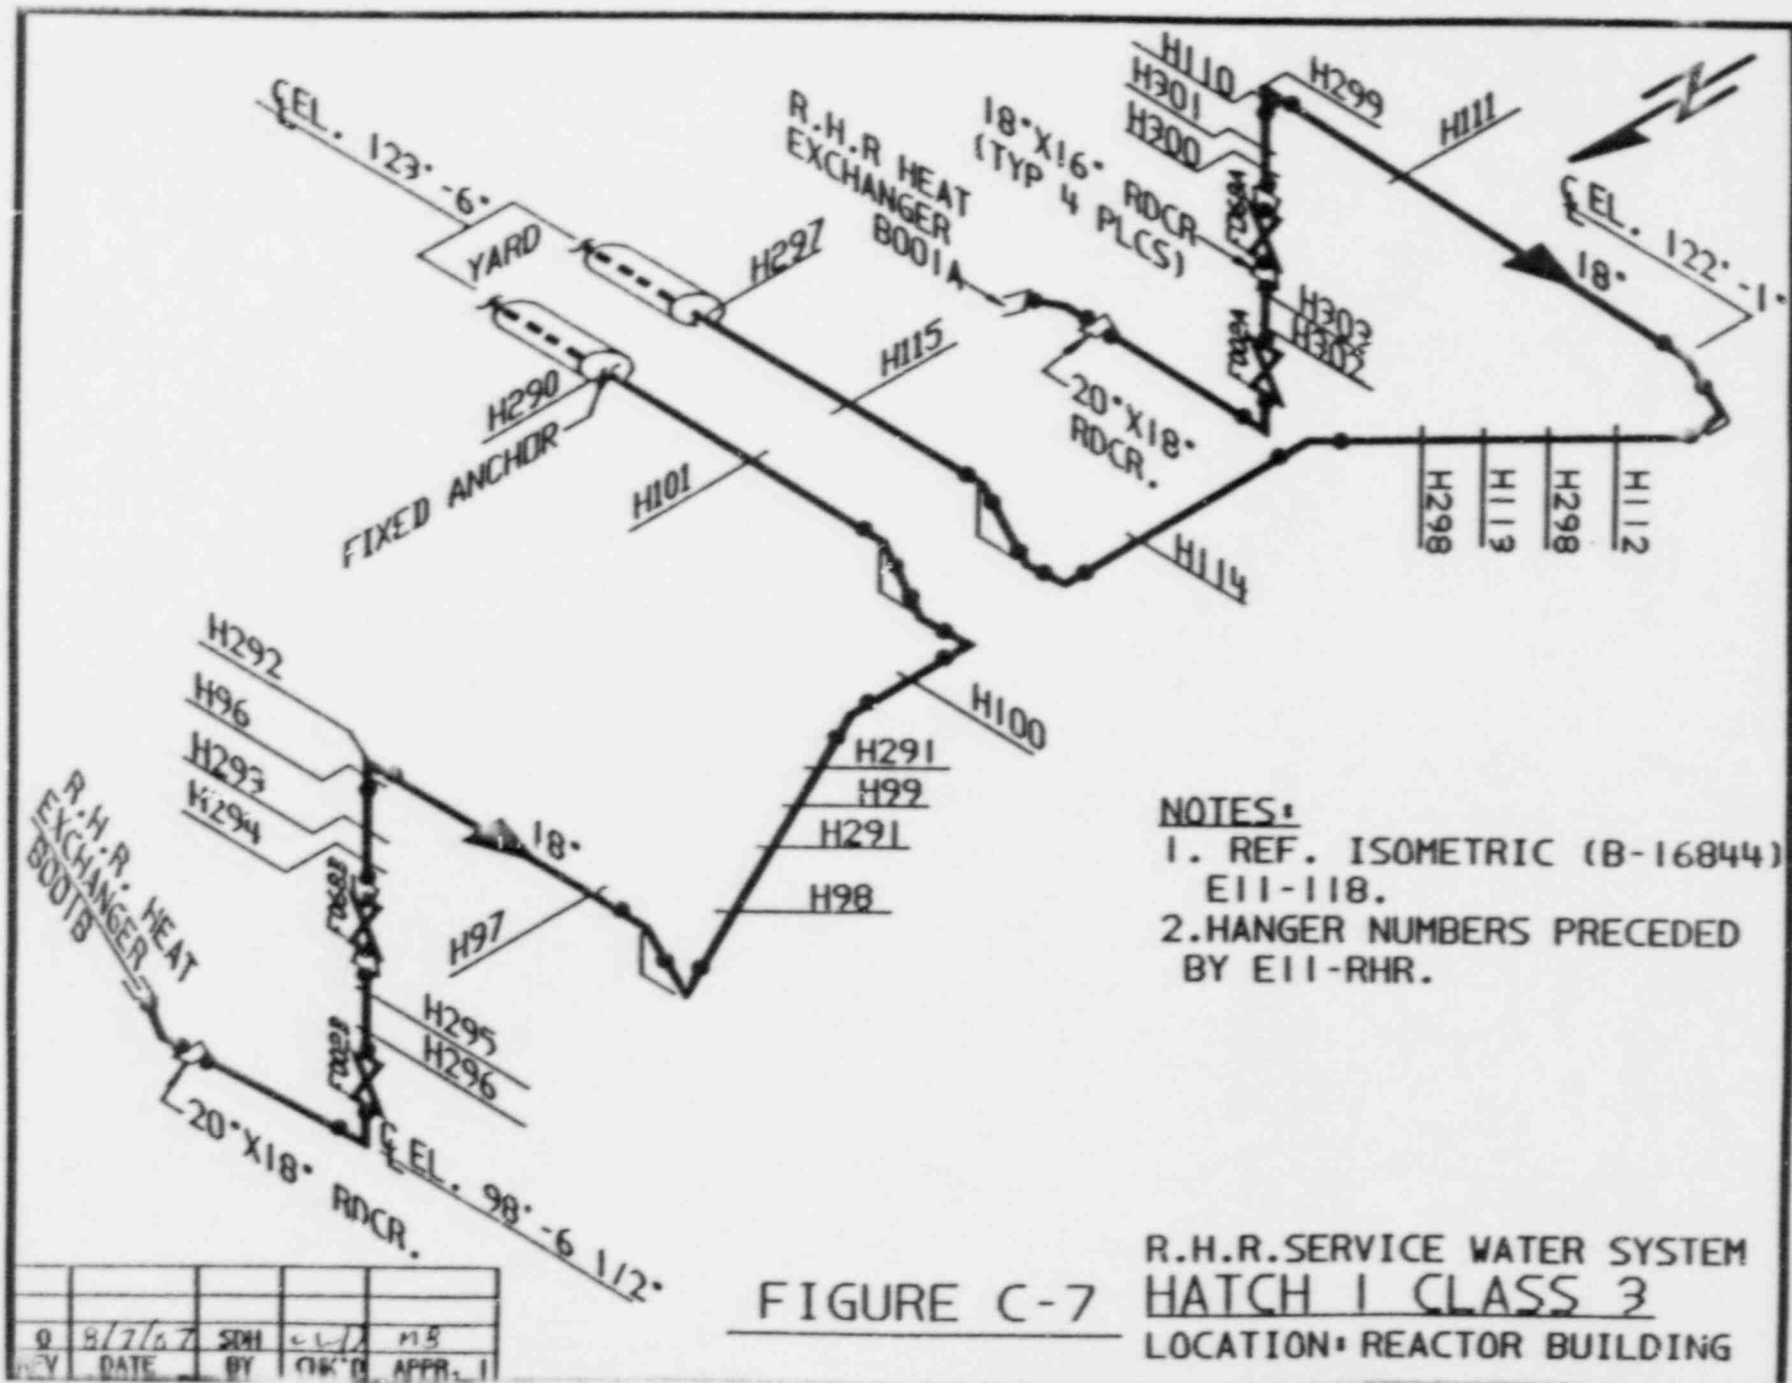 H110
H301
H300
H299
H111
℄ EL. 123' -6"
YARD
R.H.R HEAT
EXCHANGER
B001A
18"X16" RDCR
(TYP 4 PLCS)
℄ EL. 122' -1"
18"
H297
H303
H302
H115
H290
FIXED ANCHOR
H101
20"X18"
RDCR.
H298
H113
H298
H112
H114
H292
H96
H293
H294
H100
H291
H99
H291
H98
18"
H97
R.H.R. HEAT
EXCHANGER
B001B
H295
H296
20"X18" RDCR.
℄ EL. 98' -6 1/2"
NOTES:
1. REF. ISOMETRIC (B-16844)
E11-118.
2.HANGER NUMBERS PRECEDED
BY E11-RHR.
0 8/7/87 SDH MB
REV DATE BY CHK'D APPR.
FIGURE C-7
R.H.R.SERVICE WATER SYSTEM
HATCH 1 CLASS 3
LOCATION: REACTOR BUILDING